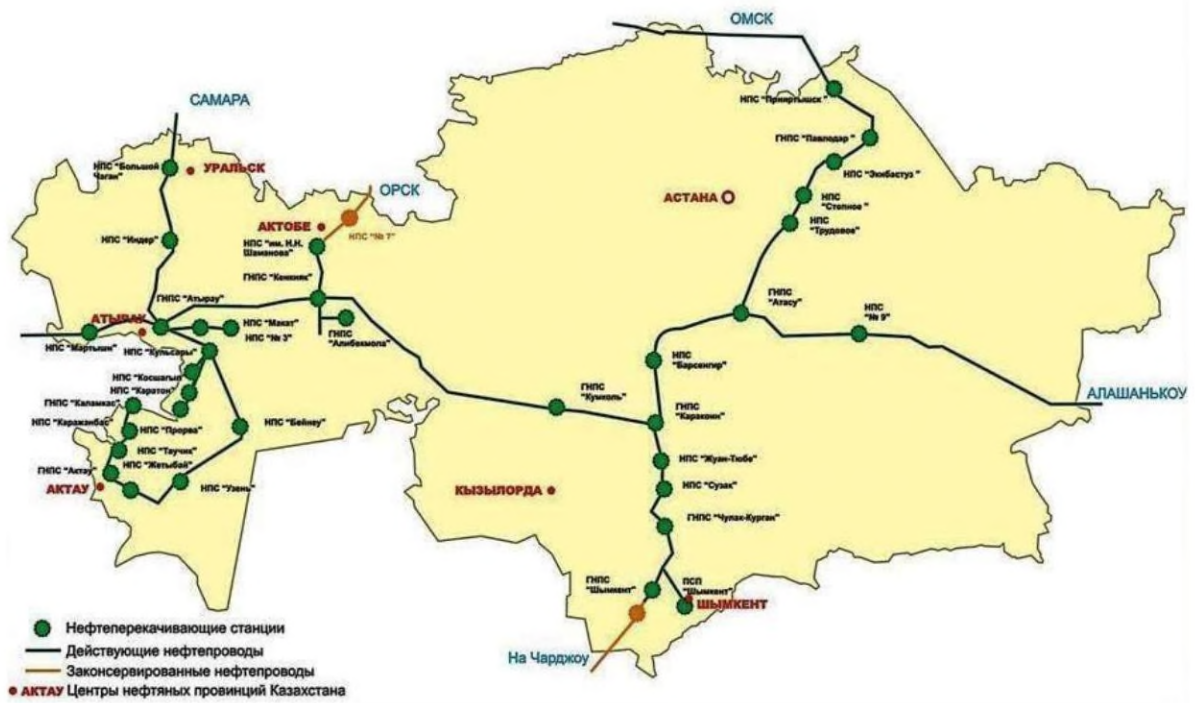 ОМСК
САМАРА
НПС "Прииртышск"
ГНПС "Павлодар"
НПС "Большой
Чаган"
УРАЛЬСК
НПС "Экибастуз"
ОРСК
АСТАНА
НПС
"Степное"
АКТОБЕ
НПС "№ 7"
НПС
"Трудовое"
НПС "Индер"
НПС "им. Н.Н.
Шаманова"
ГНПС "Кенкияк"
ГНПС "Атырау"
ГНПС
"Атасу"
НПС
"№ 9"
АТЫРАУ
НПС "Макат"
НПС "№ 3"
ГНПС
"Алибекмола"
НПС "Мартыши"
НПС "Кульсары"
НПС
"Барсенгир"
НПС "Косшагыл"
НПС "Каратон"
ГНПС "Каламкас"
ГНПС
"Кумколь"
АЛАШАНЬКОУ
ГНПС
"Каракоин"
НПС "Каражанбас"
НПС "Прорва"
НПС "Бейнеу"
НПС "Таучик"
НПС "Жуан-Тюбе"
НПС "Жетыбай"
ГНПС "Актау"
АКТАУ
НПС "Узень"
НПС "Сузак"
КЫЗЫЛОРДА
ГНПС "Чулак-Курган"
ГНПС
"Шымкент"
ПСП
"Шымкент"
ШЫМКЕНТ
На Чарджоу
Нефтеперекачивающие станции
Действующие нефтепроводы
Законсервированные нефтепроводы
АКТАУ Центры нефтяных провинций Казахстана